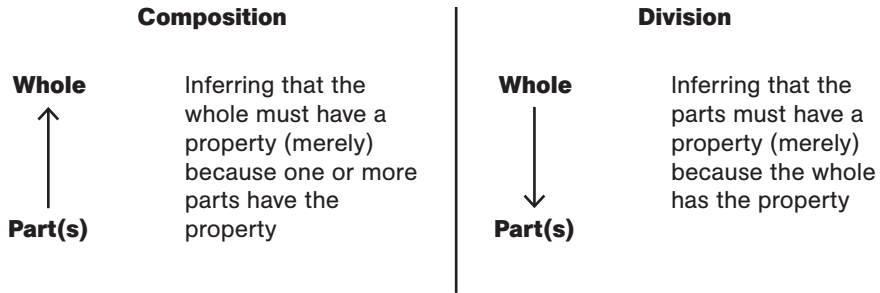 Composition
Whole
Inferring that the
whole must have a
property (merely)
because one or more
parts have the
property
Part(s)
Division
Whole
Inferring that the
parts must have a
property (merely)
because the whole
has the property
Part(s)